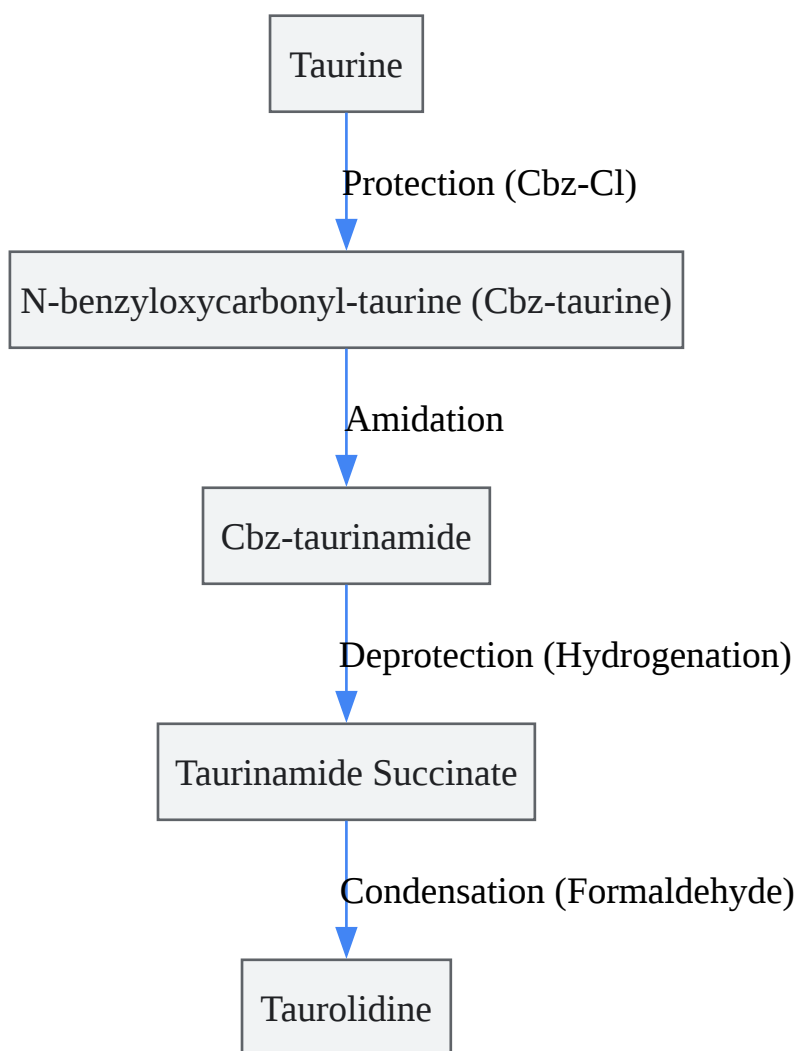 Taurine
Protection (Cbz-Cl)
N-benzyloxycarbonyl-taurine (Cbz-taurine)
Amidation
Cbz-taurinamide
Deprotection (Hydrogenation)
Taurinamide Succinate
Condensation (Formaldehyde)
Taurolidine